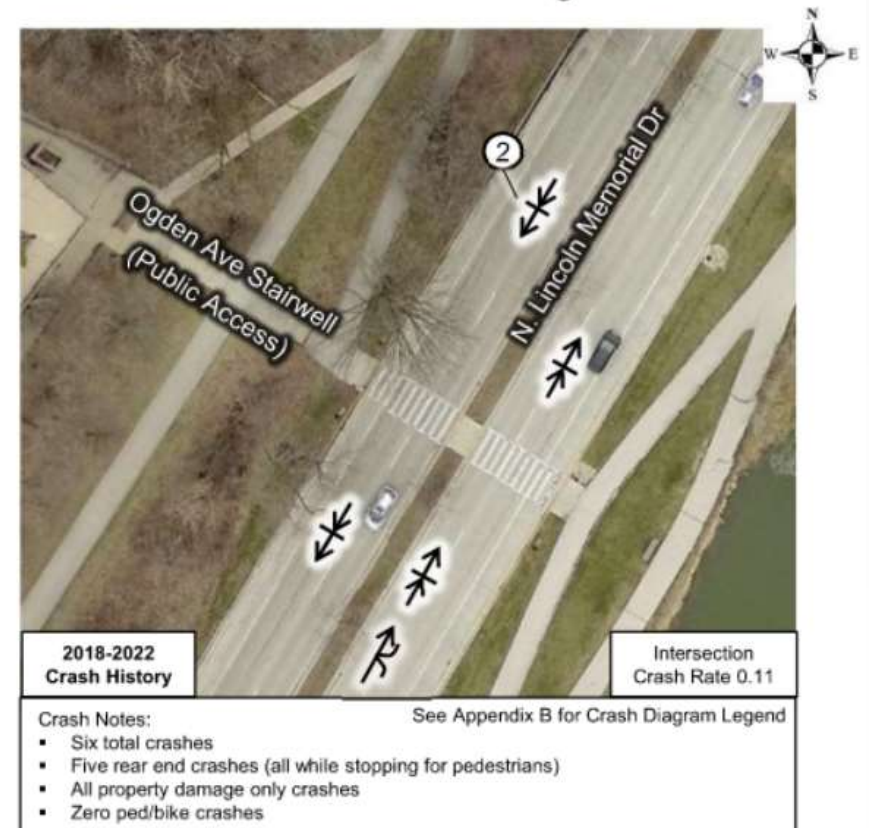 N
W E
S
2
N. Lincoln Memorial Dr
Ogden Ave Stairwell
(Public Access)
2018-2022
Crash History
Intersection
Crash Rate 0.11
See Appendix B for Crash Diagram Legend
Crash Notes:
▪ Six total crashes
▪ Five rear end crashes (all while stopping for pedestrians)
▪ All property damage only crashes
▪ Zero ped/bike crashes